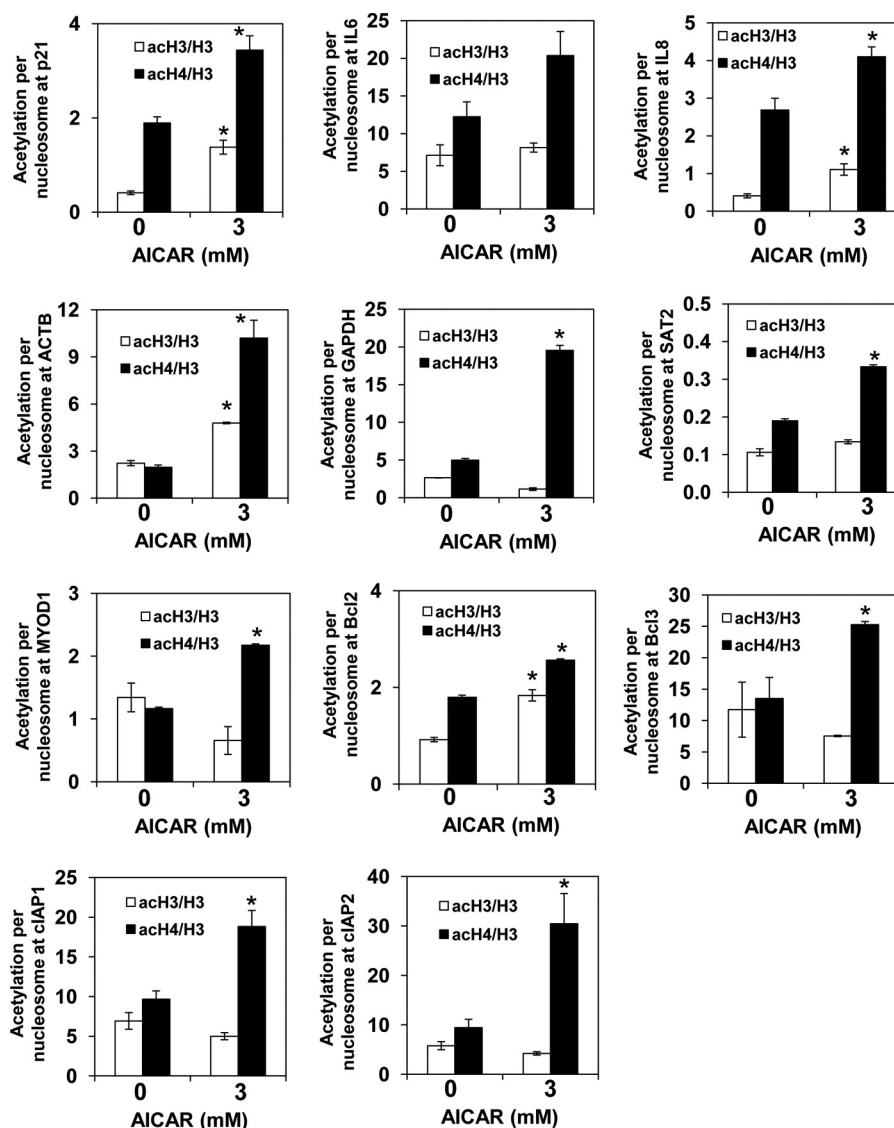 Acetylation per
nucleosome at p21
4
2
0
acH3/H3
acH4/H3
*
*
0
3
AICAR (mM)
Acetylation per
nucleosome at IL6
25
20
15
10
5
0
acH3/H3
acH4/H3
0
3
AICAR (mM)
Acetylation per
nucleosome at IL8
5
4
3
2
1
0
acH3/H3
acH4/H3
*
*
0
3
AICAR (mM)
Acetylation per
nucleosome at ACTB
12
9
6
3
0
acH3/H3
acH4/H3
*
*
0
3
AICAR (mM)
Acetylation per
nucleosome at GAPDH
25
20
15
10
5
0
acH3/H3
acH4/H3
*
0
3
AICAR (mM)
Acetylation per
nucleosome at SAT2
0.5
0.4
0.3
0.2
0.1
0.0
acH3/H3
acH4/H3
*
0
3
AICAR (mM)
Acetylation per
nucleosome at MYOD1
3
2
1
0
acH3/H3
acH4/H3
*
0
3
AICAR (mM)
Acetylation per
nucleosome at Bcl2
4
2
0
acH3/H3
acH4/H3
*
*
0
3
AICAR (mM)
Acetylation per
nucleosome at Bcl3
30
25
20
15
10
5
0
acH3/H3
acH4/H3
*
0
3
AICAR (mM)
Acetylation per
nucleosome at cIAP1
25
20
15
10
5
0
acH3/H3
acH4/H3
*
0
3
AICAR (mM)
Acetylation per
nucleosome at cIAP2
40
30
20
10
0
acH3/H3
acH4/H3
*
0
3
AICAR (mM)